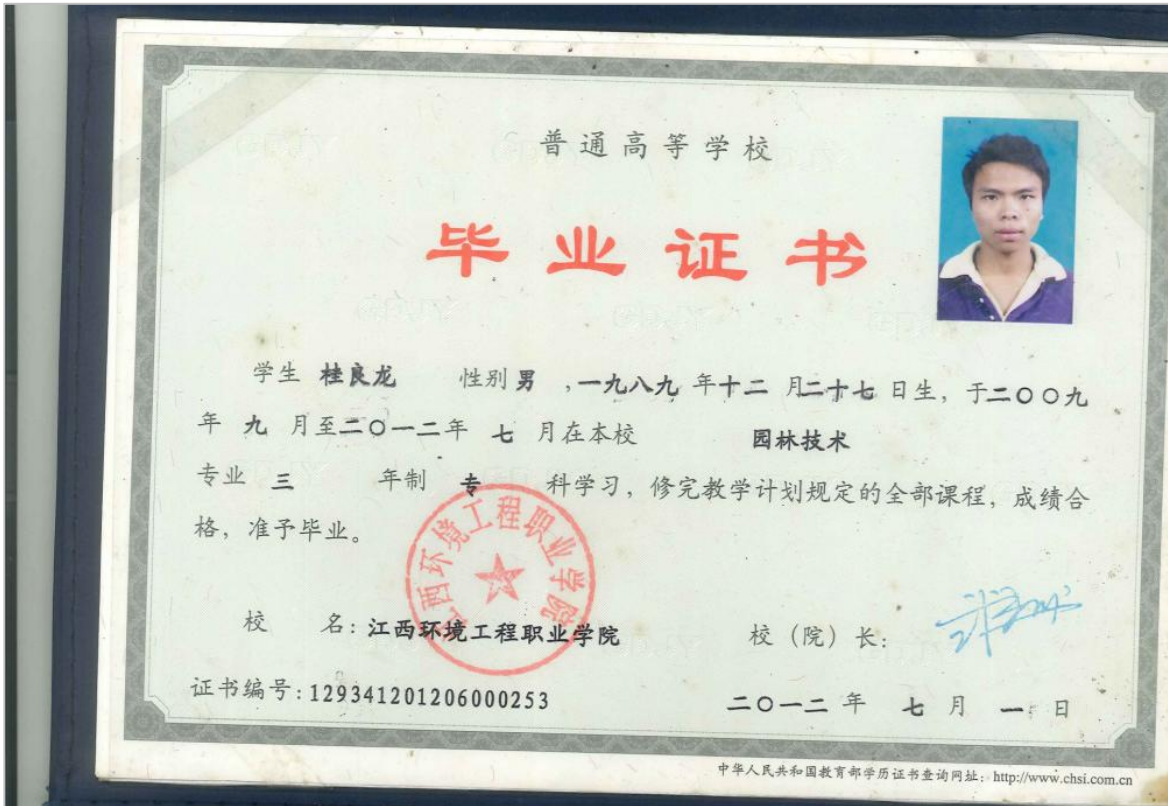 普通高等学校
毕业证书
学生 桂良龙 性别 男 ，一九八九 年 十二 月 二十七 日生，于二〇〇九
年 九 月至二〇一二年 七 月在本校 园林技术
专业 三 年制 专 科学习，修完教学计划规定的全部课程，成绩合
格，准予毕业。
江西环境工程职业学院
校 名：江西环境工程职业学院 校（院）长：
证书编号：129341201206000253 二〇一二 年 七 月 一 日
中华人民共和国教育部学历证书查询网址：http://www.chsi.com.cn